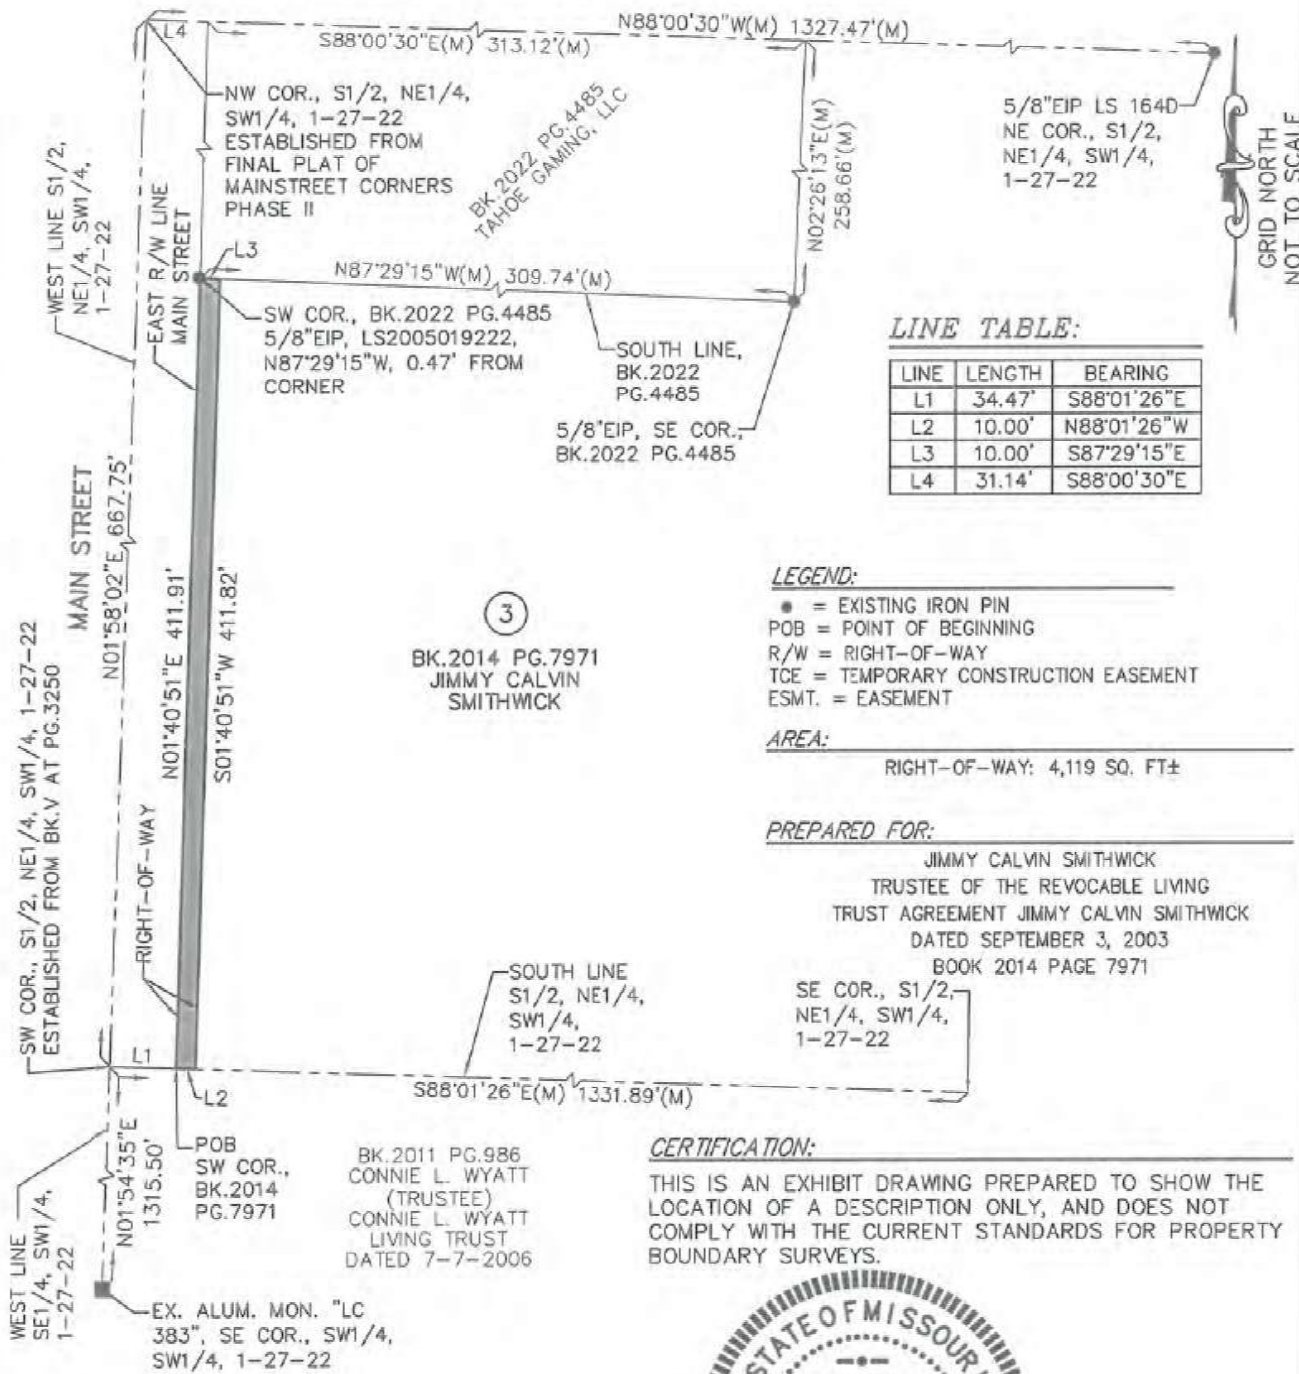 N88°00'30"W(M) 1327.47'(M)
L4
S88°00'30"E(M) 313.12'(M)
NW COR., S1/2, NE1/4,
SW1/4, 1-27-22
ESTABLISHED FROM
FINAL PLAT OF
MAINSTREET CORNERS
PHASE II
BK.2022 PG.4485
TAHOE GAMING, LLC
N02°26'13"E(M)
258.66'(M)
5/8"EIP LS 164D
NE COR., S1/2,
NE1/4, SW1/4,
1-27-22
GRID NORTH
NOT TO SCALE
WEST LINE S1/2,
NE1/4, SW1/4,
1-27-22
EAST R/W LINE
MAIN STREET
L3
N87°29'15"W(M) 309.74'(M)
SW COR., BK.2022 PG.4485
5/8"EIP, LS2005019222,
N87°29'15"W, 0.47' FROM
CORNER
SOUTH LINE,
BK.2022
PG.4485
5/8"EIP, SE COR.,
BK.2022 PG.4485
LINE TABLE:
LINE LENGTH BEARING
L1 34.47' S88°01'26"E
L2 10.00' N88°01'26"W
L3 10.00' S87°29'15"E
L4 31.14' S88°00'30"E
MAIN STREET
N01°58'02"E 667.75'
N01°40'51"E 411.91'
S01°40'51"W 411.82'
3
BK.2014 PG.7971
JIMMY CALVIN
SMITHWICK
LEGEND:
= EXISTING IRON PIN
POB = POINT OF BEGINNING
R/W = RIGHT-OF-WAY
TCE = TEMPORARY CONSTRUCTION EASEMENT
ESMT. = EASEMENT
AREA:
RIGHT-OF-WAY: 4,119 SQ. FT±
PREPARED FOR:
JIMMY CALVIN SMITHWICK
TRUSTEE OF THE REVOCABLE LIVING
TRUST AGREEMENT JIMMY CALVIN SMITHWICK
DATED SEPTEMBER 3, 2003
BOOK 2014 PAGE 7971
SW COR., S1/2, NE1/4, SW1/4, 1-27-22
ESTABLISHED FROM BK.V AT PG.3250
RIGHT-OF-WAY
SOUTH LINE
S1/2, NE1/4,
SW1/4,
1-27-22
SE COR., S1/2,
NE1/4, SW1/4,
1-27-22
L1
L2
S88°01'26"E(M) 1331.89'(M)
WEST LINE
SE1/4, SW1/4,
1-27-22
N01°54'35"E
1315.50'
POB
SW COR.,
BK.2014
PG.7971
BK.2011 PG.986
CONNIE L. WYATT
(TRUSTEE)
CONNIE L. WYATT
LIVING TRUST
DATED 7-7-2006
EX. ALUM. MON. "LC
383", SE COR., SW1/4,
SW1/4, 1-27-22
CERTIFICATION:
THIS IS AN EXHIBIT DRAWING PREPARED TO SHOW THE
LOCATION OF A DESCRIPTION ONLY, AND DOES NOT
COMPLY WITH THE CURRENT STANDARDS FOR PROPERTY
BOUNDARY SURVEYS.
STATE OF MISSOUR